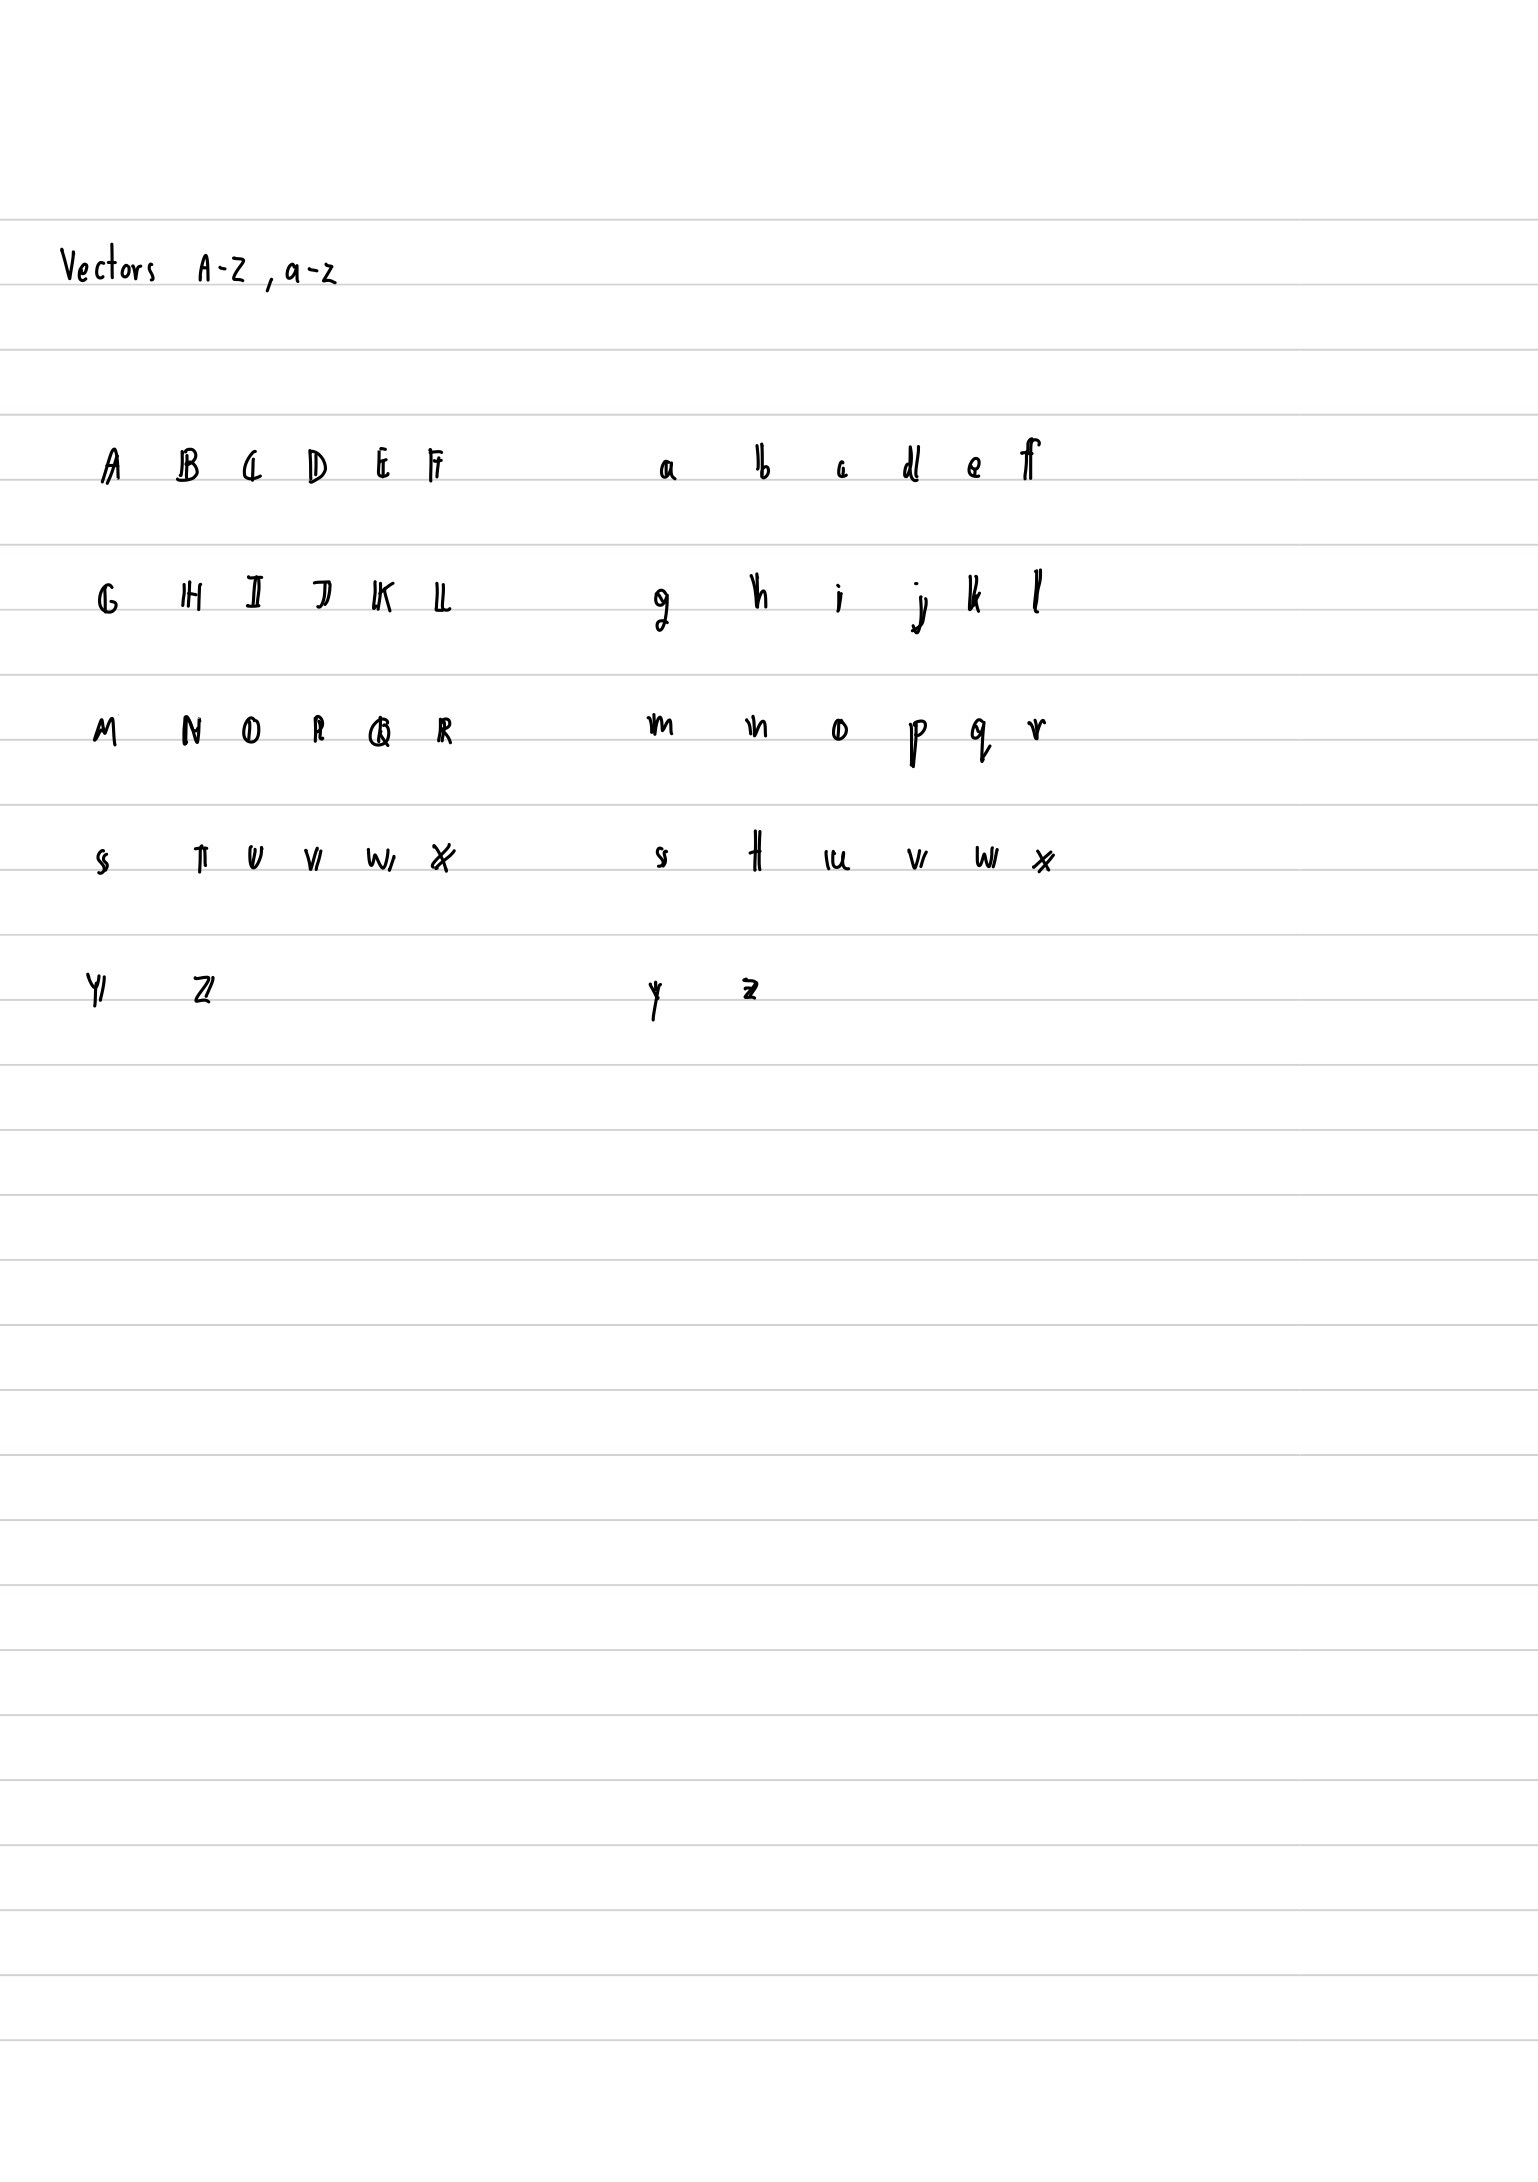 Vectors A-Z, a-z
𝔸 𝔹 ℂ 𝔻 𝔼 𝔽 𝕒 𝕓 𝕔 𝕕 𝕖 𝕗
𝔾 ℍ 𝕀 𝕁 𝕂 𝕃 𝕘 𝕙 𝕚 𝕛 𝕜 𝕝
𝕄 ℕ 𝕆 ℙ ℚ ℝ 𝕞 𝕟 𝕠 𝕡 𝕢 𝕣
𝕊 𝕋 𝕌 𝕍 𝕎 𝕏 𝕤 𝕥 𝕦 𝕧 𝕨 𝕩
𝕐 ℤ 𝕪 𝕫